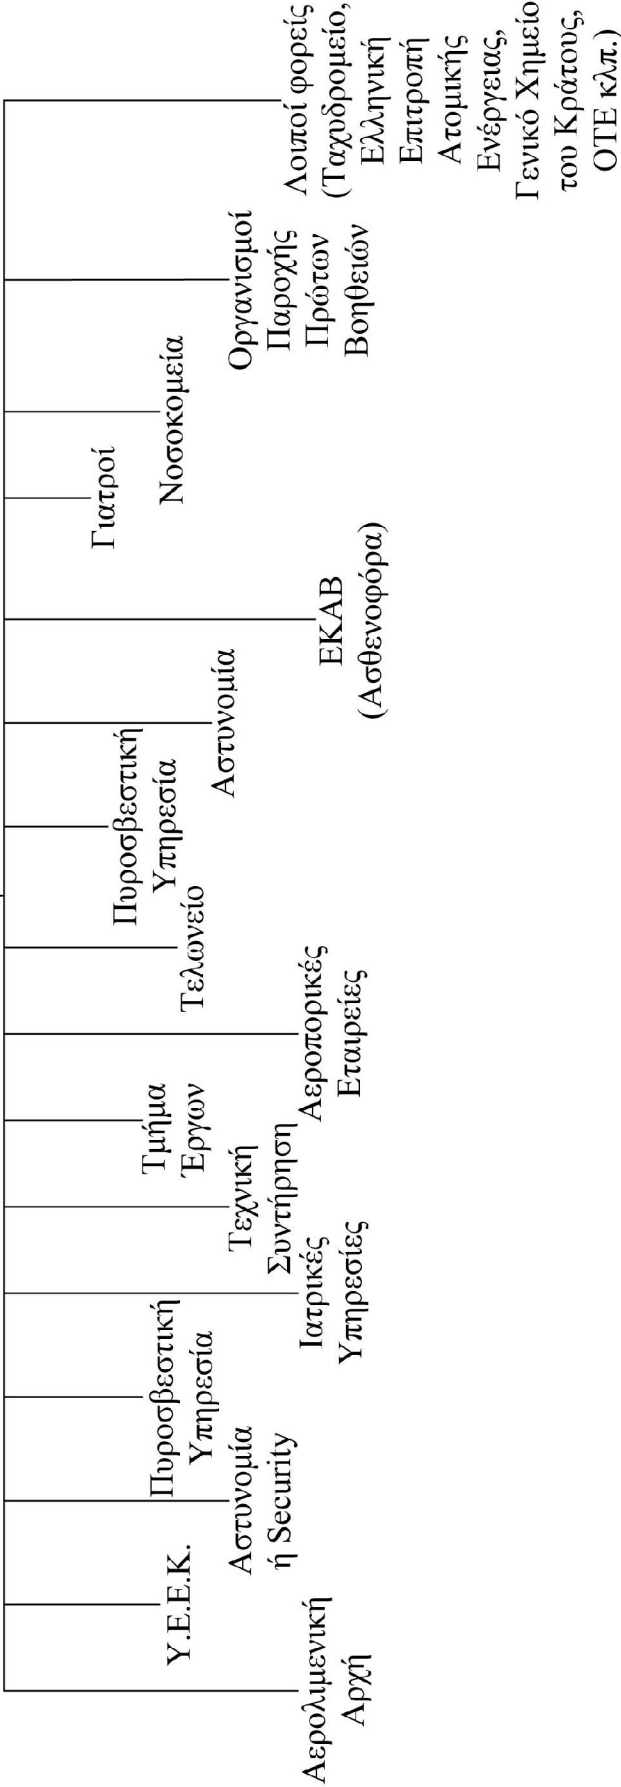 Αερολιμενική
Αρχή
Υ.Ε.Ε.Κ.
Αστυνομία
ή Security
Πυροσβεστική
Υπηρεσία
Ιατρικές
Υπηρεσίες
Τεχνική
Συντήρηση
Τμήμα
Έργων
Αεροπορικές
Εταιρείες
Τελωνείο
Πυροσβεστική
Υπηρεσία
Αστυνομία
ΕΚΑΒ
(Ασθενοφόρα)
Γιατροί
Νοσοκομεία
Οργανισμοί
Παροχής
Πρώτων
Βοηθειών
Λοιποί φορείς
(Ταχυδρομείο,
Ελληνική
Επιτροπή
Ατομικής
Ενέργειας,
Γενικό Χημείο
του Κράτους,
ΟΤΕ κλπ.)